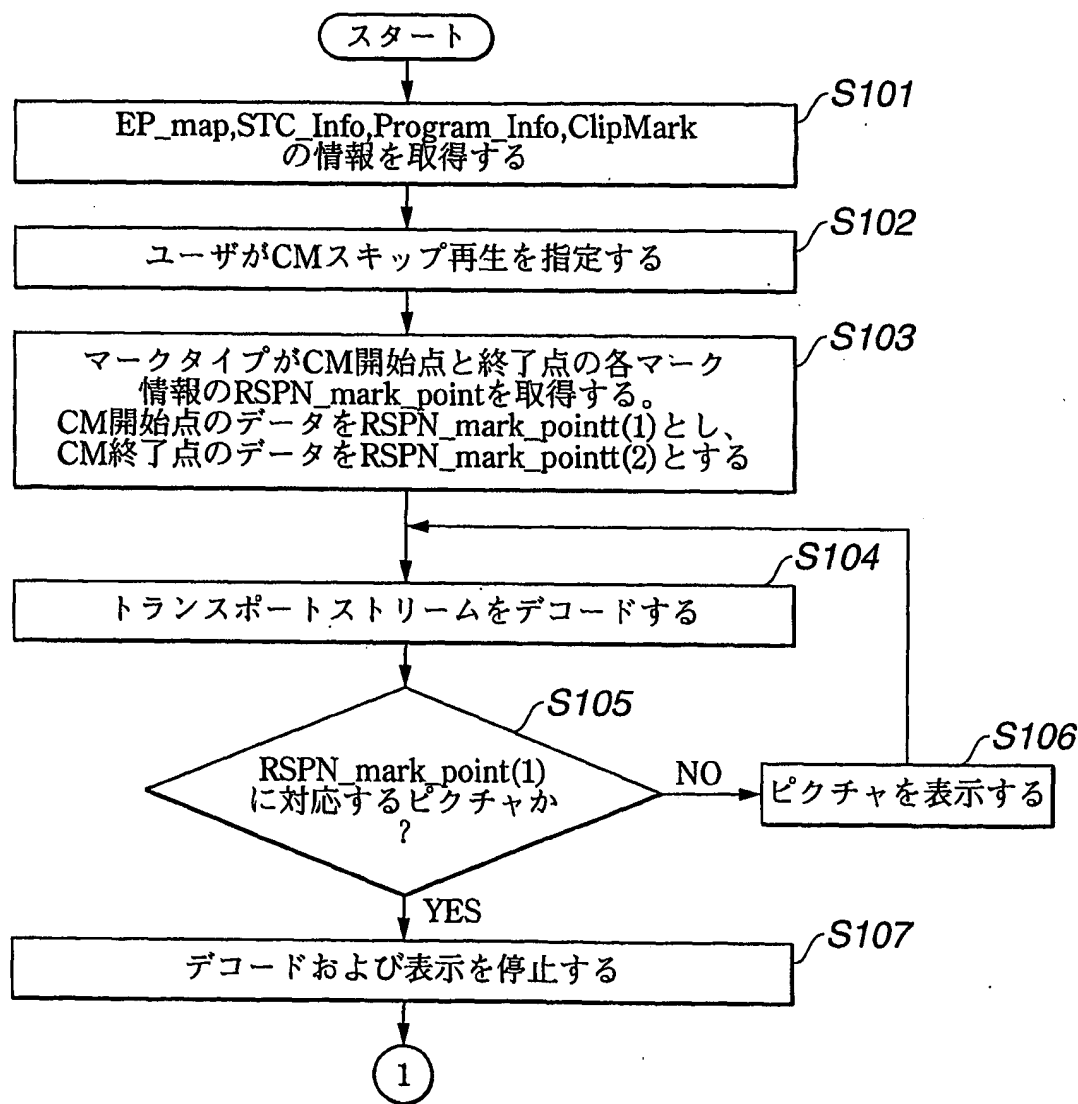 スタート
S101
EP_map,STC_Info,Program_Info,ClipMark
の情報を取得する
S102
ユーザがCMスキップ再生を指定する
S103
マークタイプがCM開始点と終了点の各マーク
情報のRSPN_mark_pointを取得する。
CM開始点のデータをRSPN_mark_pointt(1)とし、
CM終了点のデータをRSPN_mark_pointt(2)とする
S104
トランスポートストリームをデコードする
S105
RSPN_mark_point(1)
に対応するピクチャか
?
NO
S106
ピクチャを表示する
YES
S107
デコードおよび表示を停止する
1